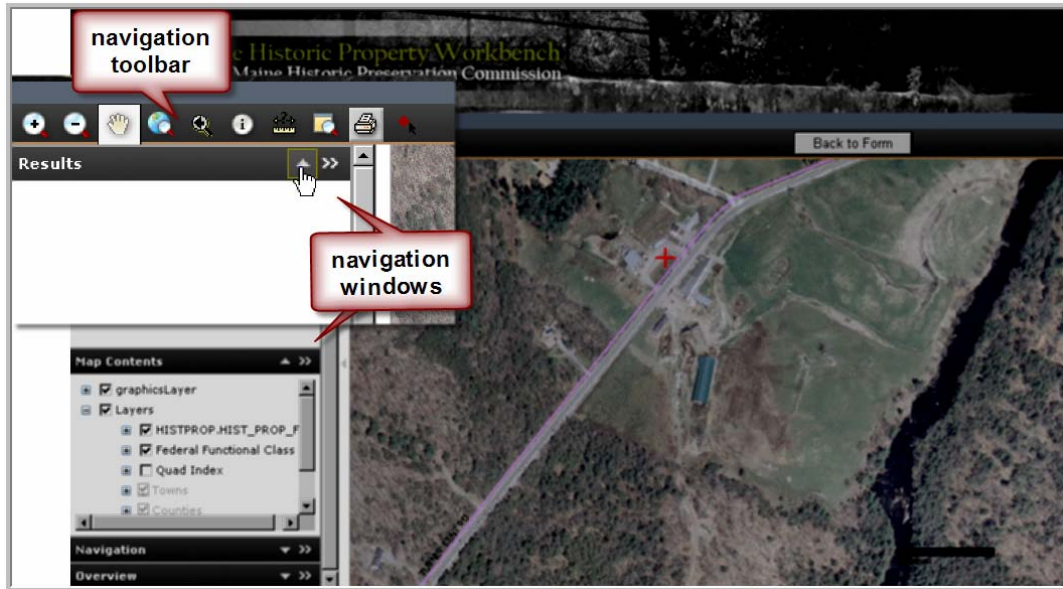 navigation
toolbar
e Historic Property Workbench
Maine Historic Preservation Commission
Results
Back to Form
navigation
windows
Map Contents
graphicsLayer
Layers
HISTPROP.HIST_PROP_F
Federal Functional Class
Quad Index
Towns
Counties
Navigation
Overview